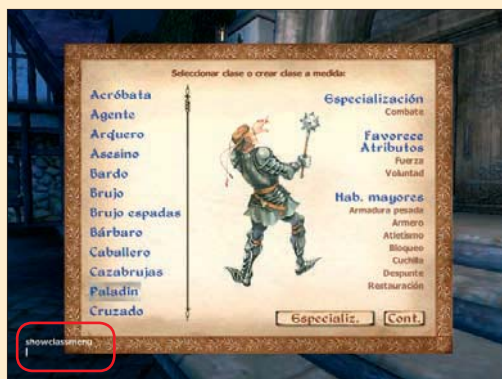 Seleccionar clase o crear clase a medida:
Acróbata
Agente
Arquero
Asesino
Bardo
Brujo
Brujo espadas
Bárbaro
Caballero
Cazabrujas
Paladín
Cruzado
Especialización
Combate
Favorece
Atributos
Fuerza
Voluntad
Hab. mayores
Armadura pesada
Armero
Atletismo
Bloqueo
Cuchilla
Despunte
Restauración
Especializ.
Cont.
showclassmenu